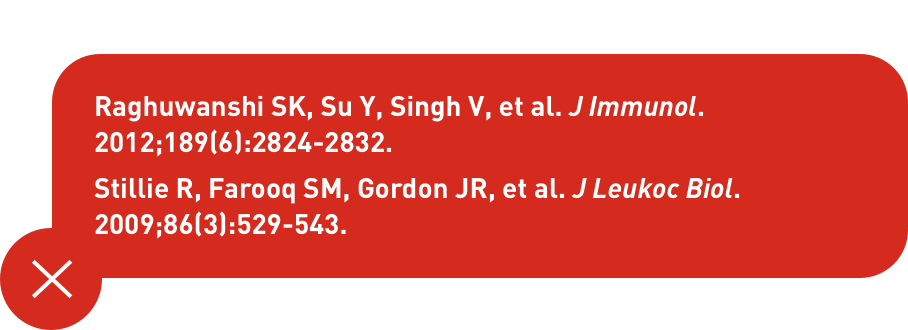 Raghuwanshi SK, Su Y, Singh V, et al. J Immunol.
2012;189(6):2824-2832.
Stillie R, Farooq SM, Gordon JR, et al. J Leukoc Biol.
2009;86(3):529-543.